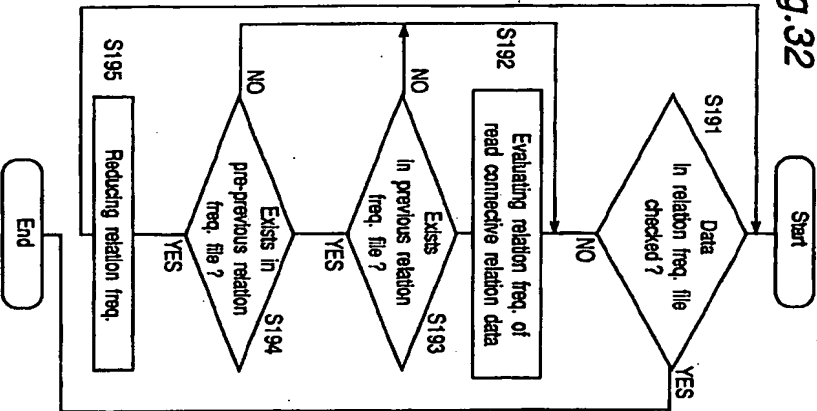 g.32
Start
S191
Data
in relation freq. file
checked ?
YES
NO
S192
Evaluating relation freq. of
read connective relation data
Exists
in previous relation
freq. file ?
S193
NO
YES
Exists in
pre-previous relation
freq. file ?
S194
NO
YES
S195
Reducing relation freq.
End